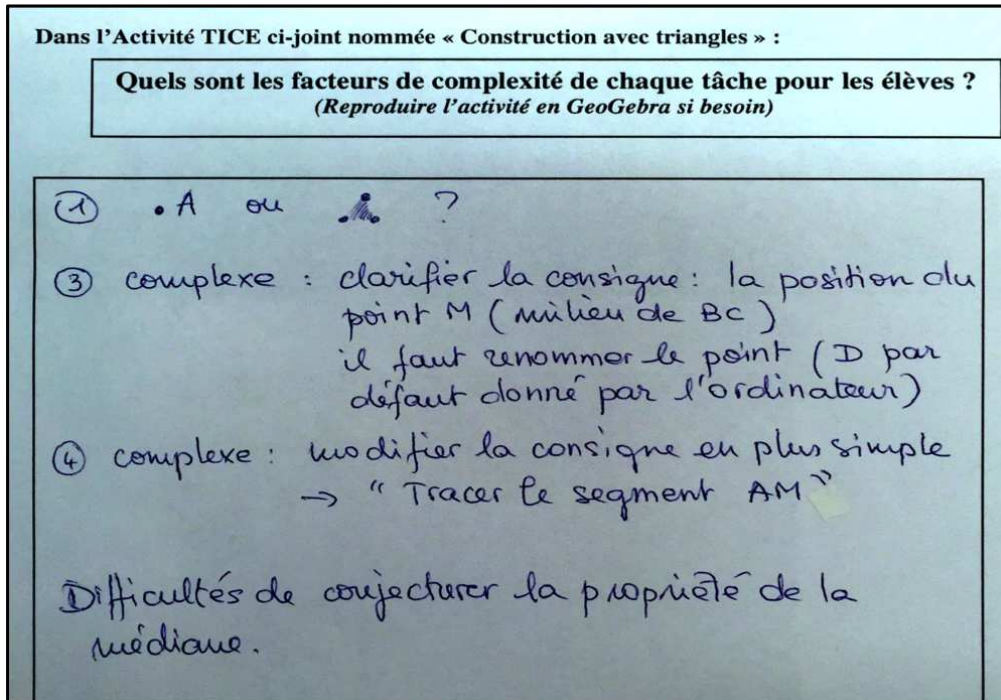 Dans l'Activité TICE ci-joint nommée « Construction avec triangles » :
Quels sont les facteurs de complexité de chaque tâche pour les élèves ?
(Reproduire l'activité en GeoGebra si besoin)
① • A ou ?
③ complexe : clarifier la consigne : la position du
point M (milieu de BC)
il faut renommer le point (D par
défaut donné par l'ordinateur)
④ complexe : modifier la consigne en plus simple
→ " Tracer le segment AM "
Difficultés de conjecturer la propriété de la
médiane.